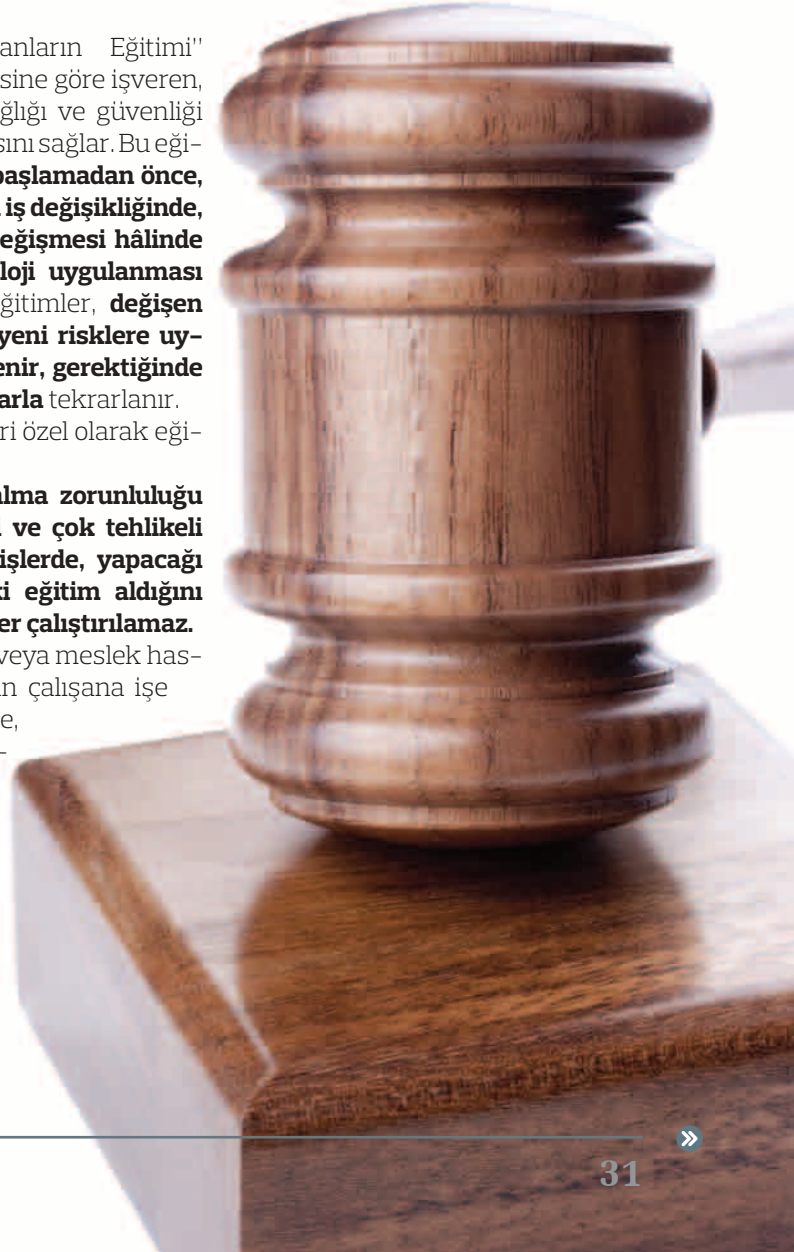 anların Eğitimi"
sine göre işveren,
ğlığı ve güvenliği
sını sağlar. Bu eği-
başlamadan önce,
iş değişikliğinde,
eğişmesi hâlinde
loji uygulanması
ğitimler, değişen
yeni risklere uy-
enir, gerektiğinde
arla tekrarlanır.
ri özel olarak eği-
alma zorunluluğu
ve çok tehlikeli
işlerde, yapacağı
ki eğitim aldığını
er çalıştırılamaz.
veya meslek has-
n çalışana işe
e,
-
31